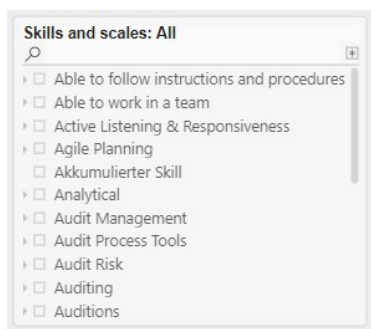 Skills and scales: All
Able to follow instructions and procedures
Able to work in a team
Active Listening & Responsiveness
Agile Planning
Akkumulierter Skill
Analytical
Audit Management
Audit Process Tools
Audit Risk
Auditing
Auditions